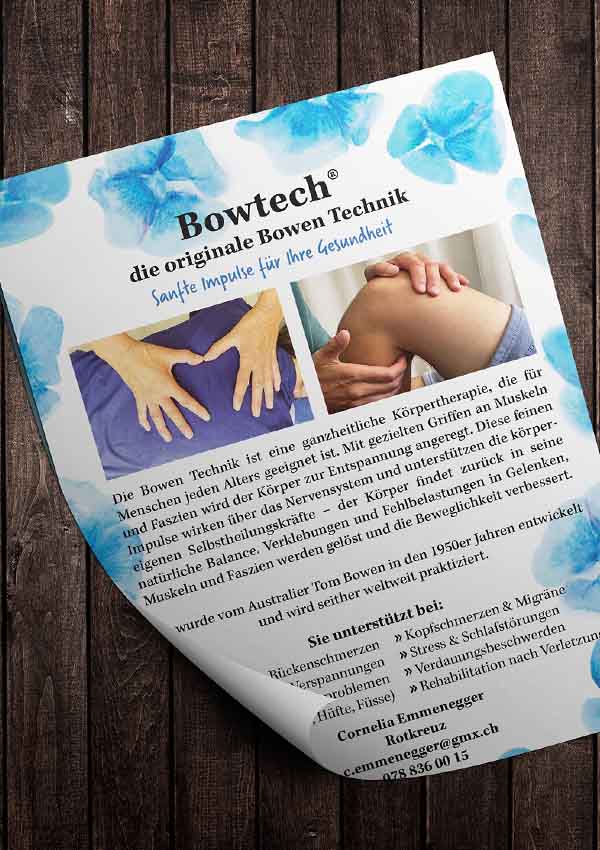 Bowtech®
die originale Bowen Technik
Sanfte Impulse für Ihre Gesundheit
Die Bowen Technik ist eine ganzheitliche Körpertherapie, die für
Menschen jeden Alters geeignet ist. Mit gezielten Griffen an Muskeln
und Faszien wird der Körper zur Entspannung angeregt. Diese feinen
Impulse wirken über das Nervensystem und unterstützen die körper-
eigenen Selbstheilungskräfte – der Körper findet zurück in seine
natürliche Balance. Verklebungen und Fehlbelastungen in Gelenken,
Muskeln und Faszien werden gelöst und die Beweglichkeit verbessert.
wurde vom Australier Tom Bowen in den 1950er Jahren entwickelt
und wird seither weltweit praktiziert.
Sie unterstützt bei:
Rückenschmerzen
Verspannungen
problemen
Hüfte, Füsse)
» Kopfschmerzen & Migräne
» Stress & Schlafstörungen
» Verdauungsbeschwerden
» Rehabilitation nach Verletzung
Cornelia Emmenegger
Rotkreuz
c.emmenegger@gmx.ch
078 836 00 15